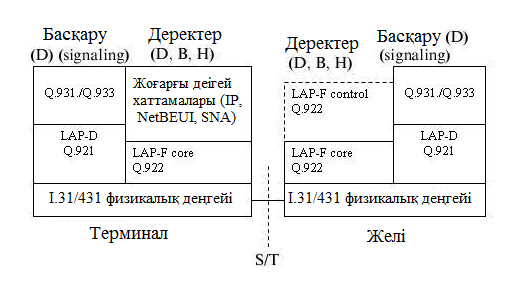 Басқару
(D) (signaling)
Деректер
(D, B, H)
Q.931./Q.933
LAP-D
Q.921
Жоғарғы деігей
хаттамалары (IP,
NetBEUI, SNA)
LAP-F core
Q.922
I.31/431 физикалық деңгейі
Терминал
S/T
Деректер
(D, B, H)
Басқару (D)
(signaling)
LAP-F control
Q.922
LAP-F core
Q.922
Q.931./Q.933
LAP-D
Q.921
I.31/431 физикалық деңгейі
Желі